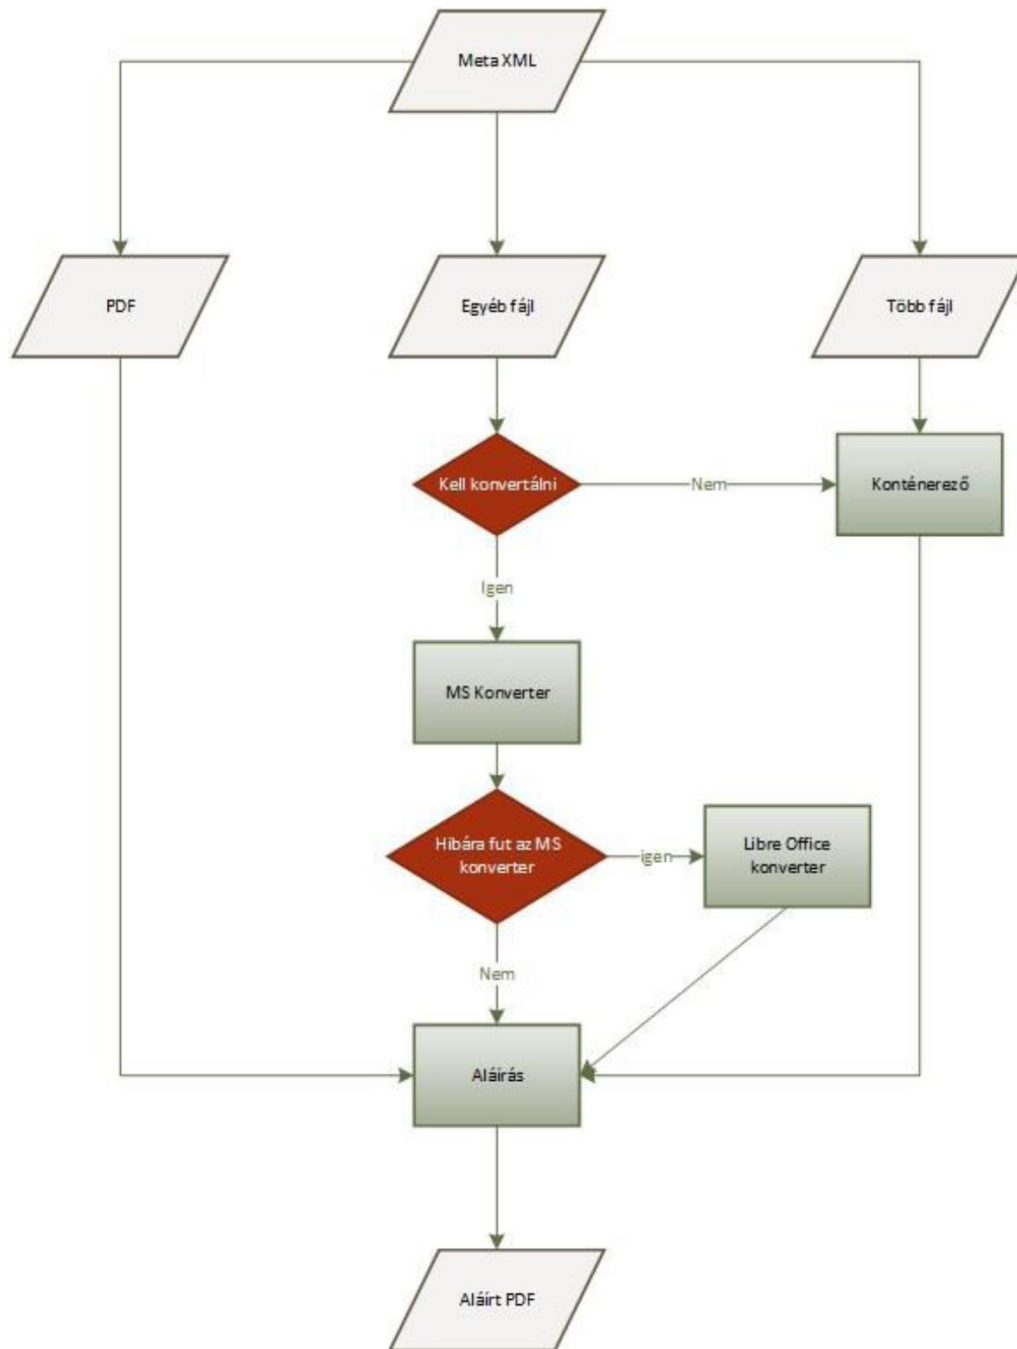 Meta XML
PDF
Egyéb fájl
Több fájl
Kell konvertálni
Nem
Konténerező
Igen
MS Konverter
Hibára fut az MS
konverter
igen
Libre Office
konverter
Nem
Aláírás
Aláírt PDF